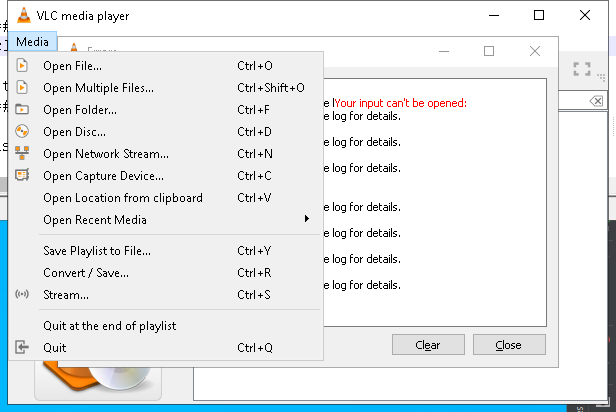 VLC media player
Media
Open File... Ctrl+O
Open Multiple Files... Ctrl+Shift+O
Open Folder... Ctrl+F
Open Disc... Ctrl+D
Open Network Stream... Ctrl+N
Open Capture Device... Ctrl+C
Open Location from clipboard Ctrl+V
Open Recent Media
Save Playlist to File... Ctrl+Y
Convert / Save... Ctrl+R
Stream... Ctrl+S
Quit at the end of playlist
Quit Ctrl+Q
Your input can't be opened:
e log for details.
e log for details.
e log for details.
e log for details.
e log for details.
e log for details.
e log for details.
Clear Close